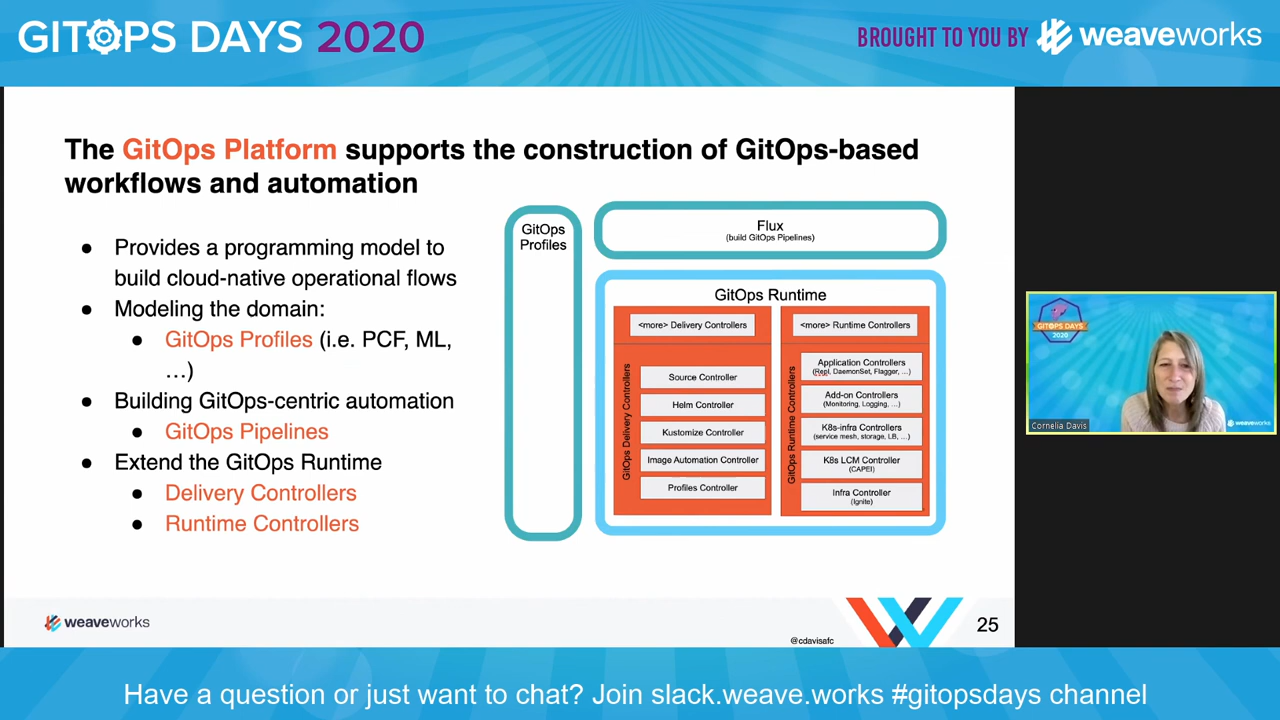 GITOPS DAYS 2020
BROUGHT TO YOU BY weaveworks
The GitOps Platform supports the construction of GitOps-based
workflows and automation
● Provides a programming model to
build cloud-native operational flows
● Modeling the domain:
● GitOps Profiles (i.e. PCF, ML,
…)
● Building GitOps-centric automation
● GitOps Pipelines
● Extend the GitOps Runtime
● Delivery Controllers
● Runtime Controllers
GitOps
Profiles
Flux
(build GitOps Pipelines)
GitOps Runtime
GitOps Delivery Controllers
<more> Delivery Controllers
Source Controller
Helm Controller
Kustomize Controller
Image Automation Controller
Profiles Controller
GitOps Runtime Controllers
<more> Runtime Controllers
Application Controllers
(Repl, DaemonSet, Flagger, …)
Add-on Controllers
(Monitoring, Logging, …)
K8s-infra Controllers
(service mesh, storage, LB, …)
K8s LCM Controller
(CAPEI)
Infra Controller
(Ignite)
weaveworks
@cdavisafc
25
GITOPS DAYS
2020
Cornelia Davis
weaveworks
Have a question or just want to chat? Join slack.weave.works #gitopsdays channel